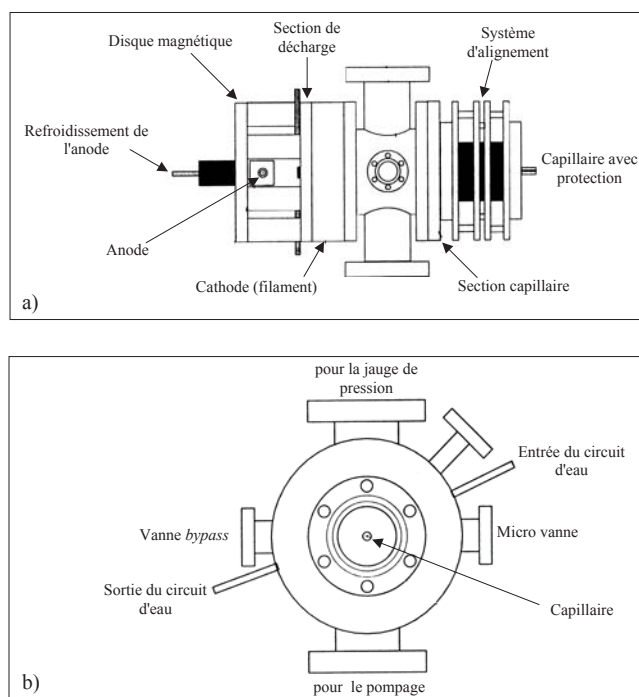 Disque magnétique
Section de
décharge
Système
d'alignement
Refroidissement de
l'anode
Capillaire avec
protection
Anode
Cathode (filament)
Section capillaire
a)
pour la jauge de
pression
Entrée du circuit
d'eau
Vanne bypass
Micro vanne
Sortie du circuit
d'eau
Capillaire
b)
pour le pompage